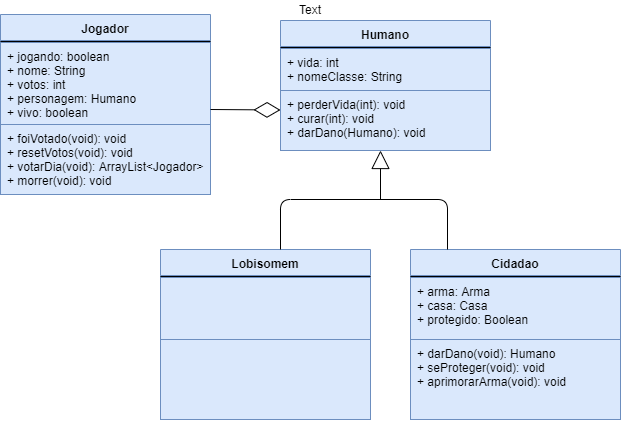 Text
Jogador
+ jogando: boolean
+ nome: String
+ votos: int
+ personagem: Humano
+ vivo: boolean
+ foiVotado(void): void
+ resetVotos(void): void
+ votarDia(void): ArrayList<Jogador>
+ morrer(void): void
Humano
+ vida: int
+ nomeClasse: String
+ perderVida(int): void
+ curar(int): void
+ darDano(Humano): void
Lobisomem
Cidadao
+ arma: Arma
+ casa: Casa
+ protegido: Boolean
+ darDano(void): Humano
+ seProteger(void): void
+ aprimorarArma(void): void